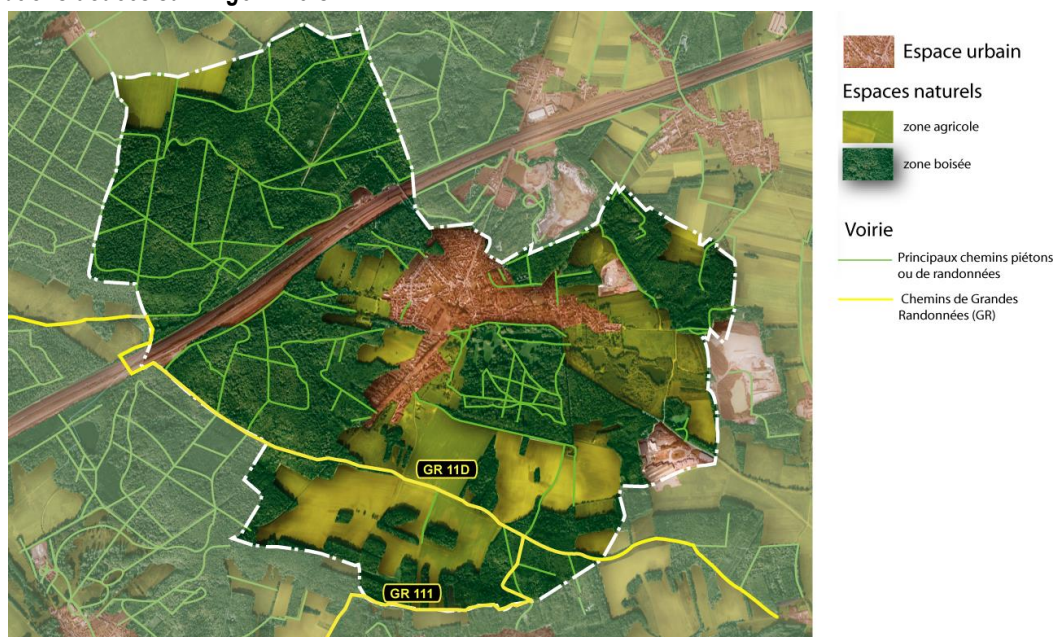 Espace urbain
Espaces naturels
zone agricole
zone boisée
Voirie
Principaux chemins piétons
ou de randonnées
Chemins de Grandes
Randonnées (GR)
GR 11D
GR 111